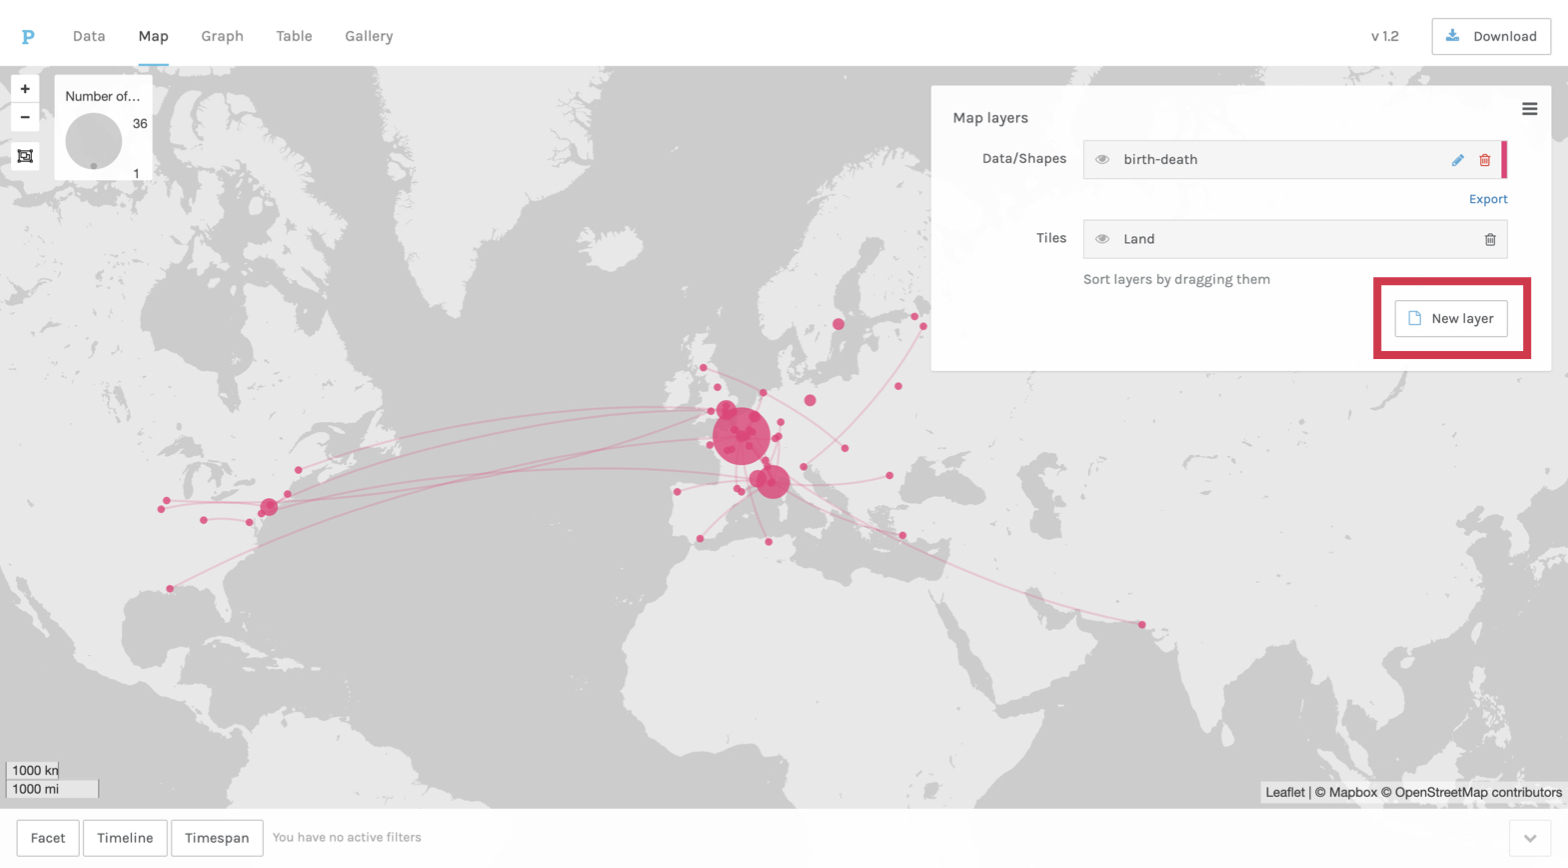 P Data Map Graph Table Gallery v 1.2 Download
+
−
Number of...
36
1
Map layers
Data/Shapes birth-death
Export
Tiles Land
Sort layers by dragging them
New layer
1000 km
1000 mi
Leaflet | © Mapbox © OpenStreetMap contributors
Facet Timeline Timespan You have no active filters